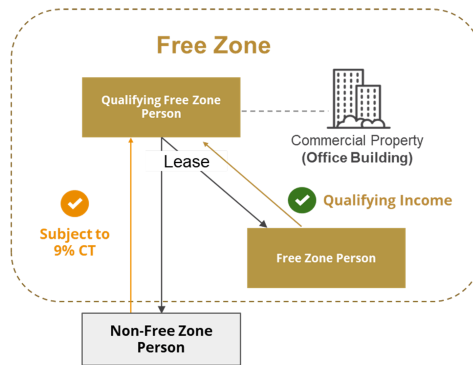 Free Zone
Qualifying Free Zone
Person
Commercial Property
(Office Building)
Lease
Qualifying Income
Subject to
9% CT
Free Zone Person
Non-Free Zone
Person